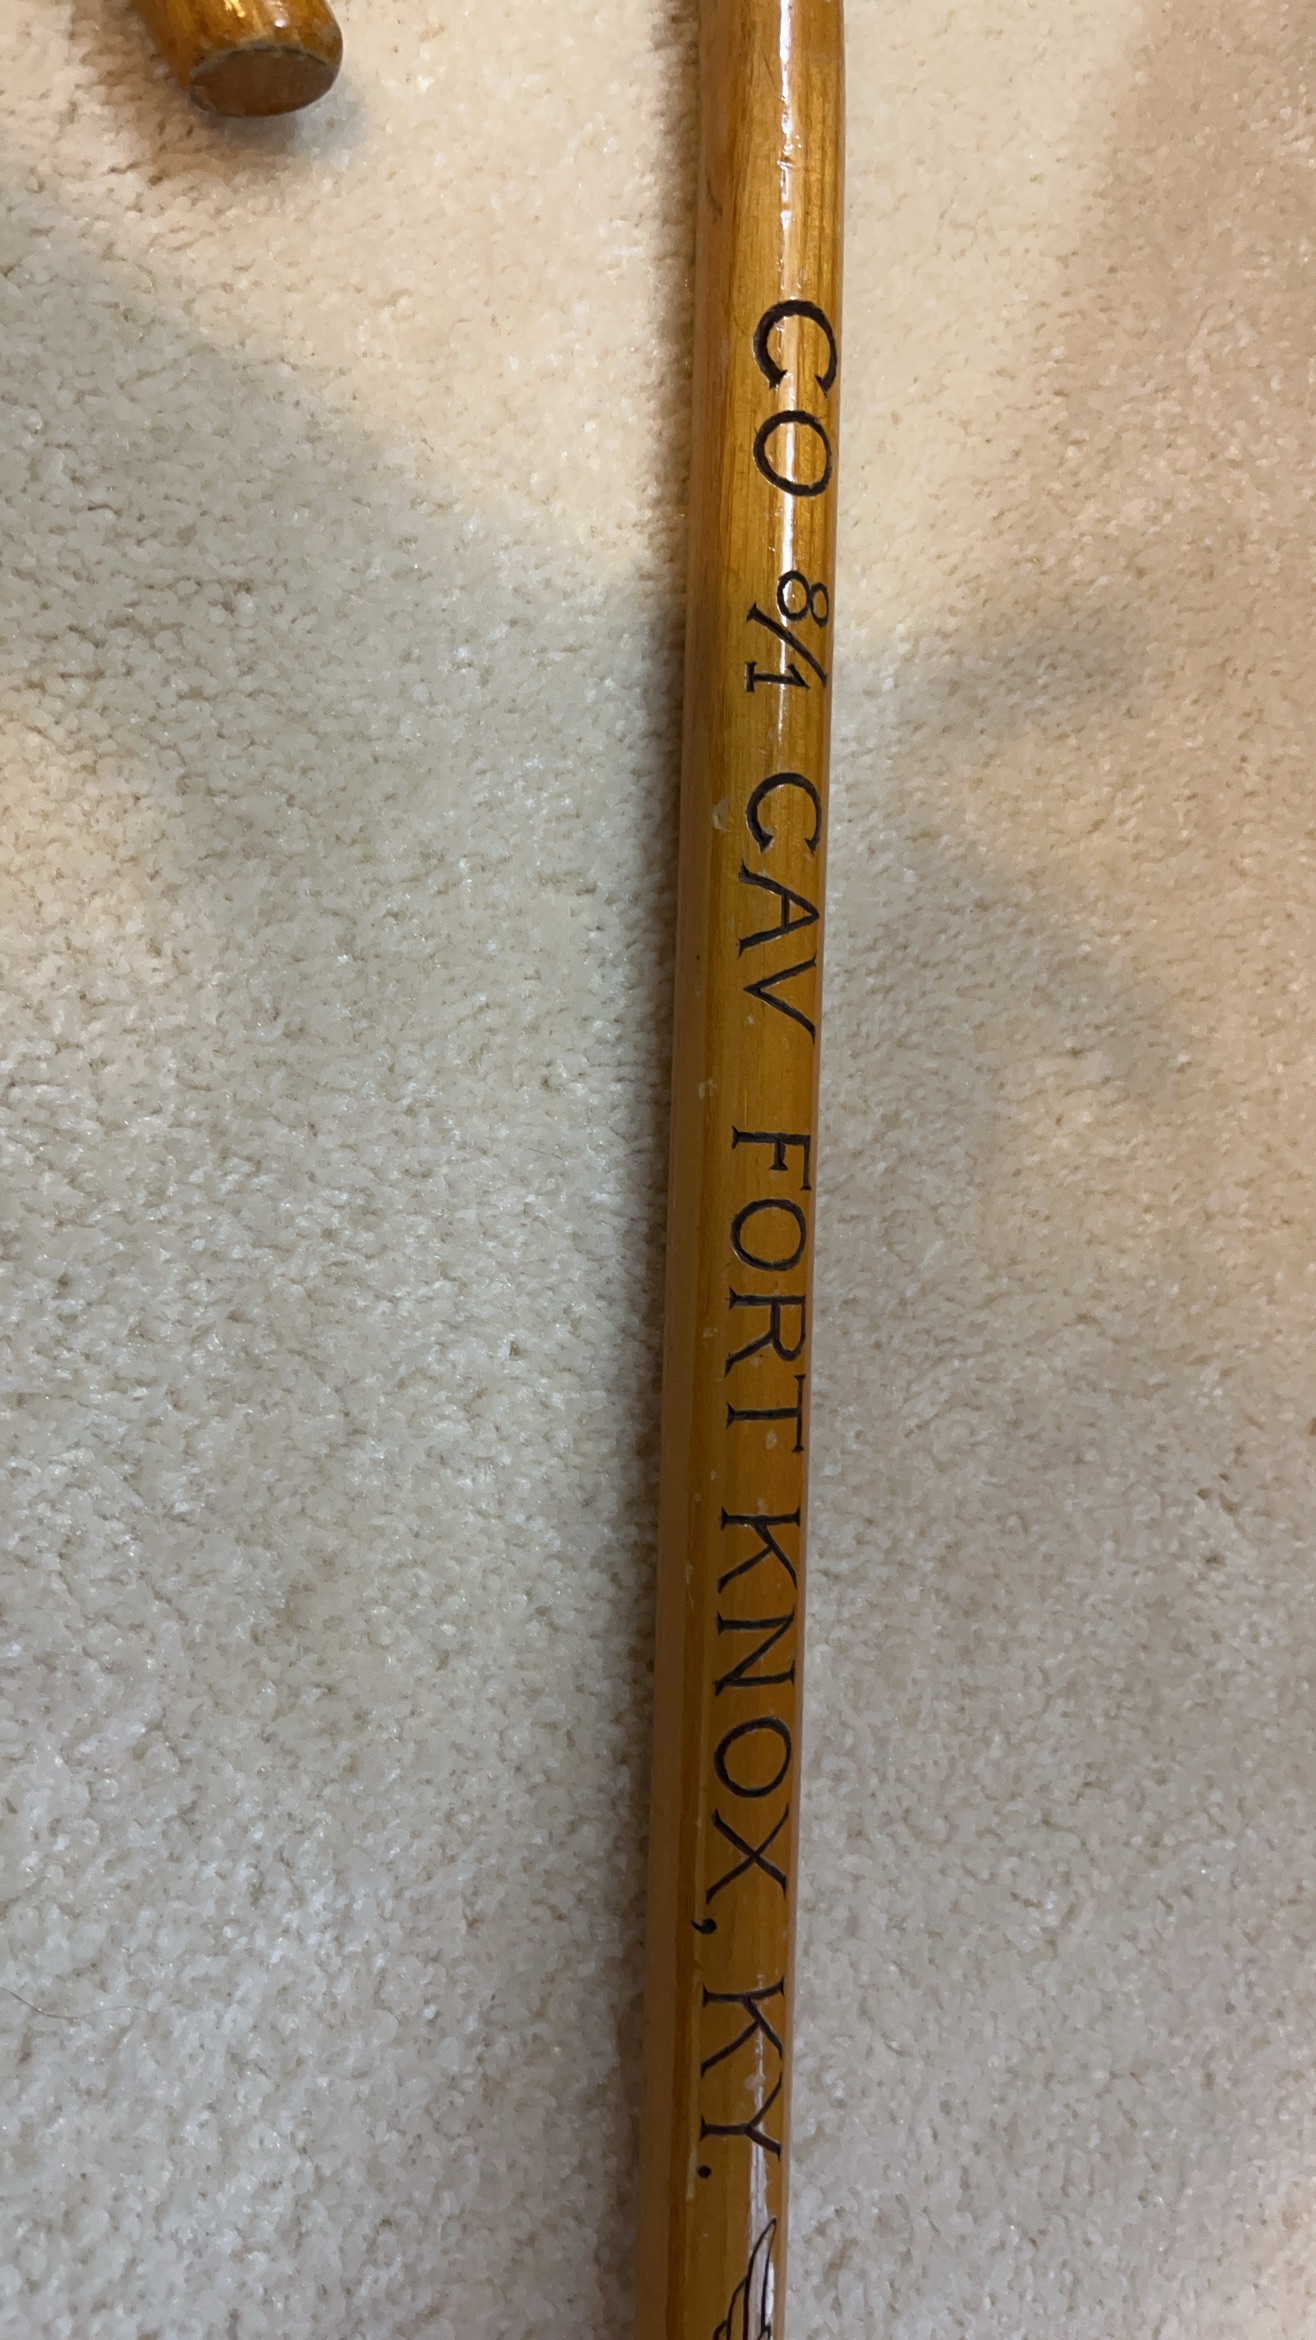 CO 8/1 CAV FORT KNOX, KY.